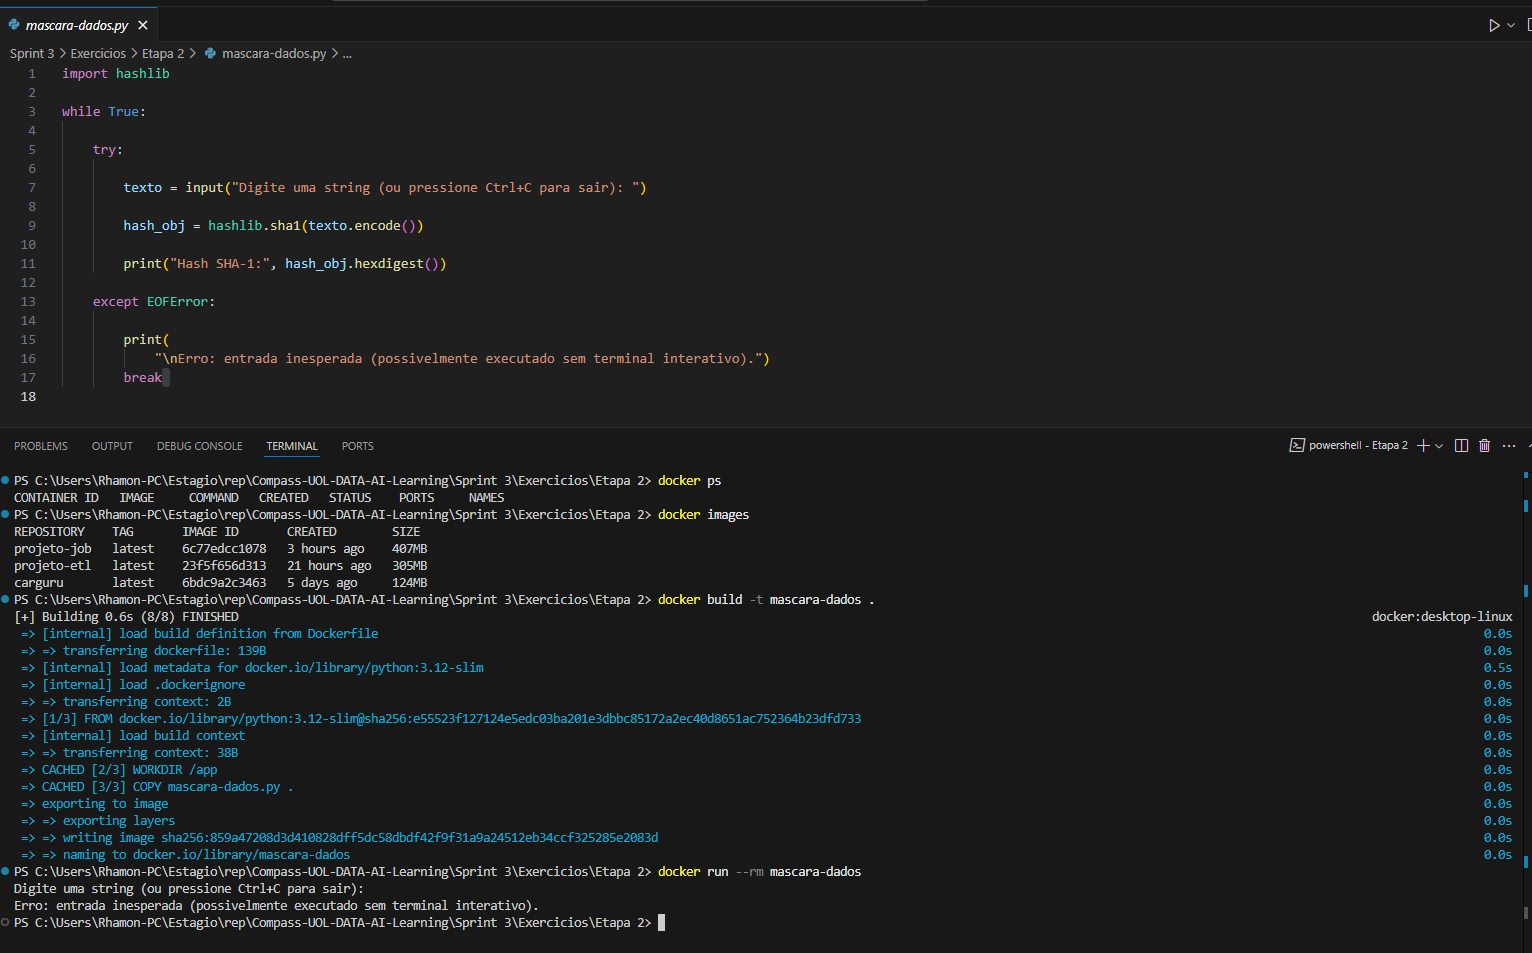 mascara-dados.py
Sprint 3 > Exercicios > Etapa 2 > mascara-dados.py > ...
1 import hashlib
2
3 while True:
4
5 try:
6
7 texto = input("Digite uma string (ou pressione Ctrl+C para sair): ")
8
9 hash_obj = hashlib.sha1(texto.encode())
10
11 print("Hash SHA-1:", hash_obj.hexdigest())
12
13 except EOFError:
14
15 print(
16 "\nErro: entrada inesperada (possivelmente executado sem terminal interativo).")
17 break
18
PROBLEMS OUTPUT DEBUG CONSOLE TERMINAL PORTS powershell - Etapa 2
PS C:\Users\Rhamon-PC\Estagio\rep\Compass-UOL-DATA-AI-Learning\Sprint 3\Exercicios\Etapa 2> docker ps
CONTAINER ID IMAGE COMMAND CREATED STATUS PORTS NAMES
PS C:\Users\Rhamon-PC\Estagio\rep\Compass-UOL-DATA-AI-Learning\Sprint 3\Exercicios\Etapa 2> docker images
REPOSITORY TAG IMAGE ID CREATED SIZE
projeto-job latest 6c77edcc1078 3 hours ago 407MB
projeto-etl latest 23f5f656d313 21 hours ago 305MB
carguru latest 6bdc9a2c3463 5 days ago 124MB
PS C:\Users\Rhamon-PC\Estagio\rep\Compass-UOL-DATA-AI-Learning\Sprint 3\Exercicios\Etapa 2> docker build -t mascara-dados .
[+] Building 0.6s (8/8) FINISHED docker:desktop-linux
=> [internal] load build definition from Dockerfile 0.0s
=> => transferring dockerfile: 139B 0.0s
=> [internal] load metadata for docker.io/library/python:3.12-slim 0.5s
=> [internal] load .dockerignore 0.0s
=> => transferring context: 2B 0.0s
=> [1/3] FROM docker.io/library/python:3.12-slim@sha256:e55523f127124e5edc03ba201e3dbbc85172a2ec40d8651ac752364b23dfd733 0.0s
=> [internal] load build context 0.0s
=> => transferring context: 38B 0.0s
=> CACHED [2/3] WORKDIR /app 0.0s
=> CACHED [3/3] COPY mascara-dados.py . 0.0s
=> exporting to image 0.0s
=> => exporting layers 0.0s
=> => writing image sha256:859a47208d3d410828dff5dc58dbdf42f9f31a9a24512eb34ccf325285e2083d 0.0s
=> => naming to docker.io/library/mascara-dados 0.0s
PS C:\Users\Rhamon-PC\Estagio\rep\Compass-UOL-DATA-AI-Learning\Sprint 3\Exercicios\Etapa 2> docker run --rm mascara-dados
Digite uma string (ou pressione Ctrl+C para sair):
Erro: entrada inesperada (possivelmente executado sem terminal interativo).
PS C:\Users\Rhamon-PC\Estagio\rep\Compass-UOL-DATA-AI-Learning\Sprint 3\Exercicios\Etapa 2>